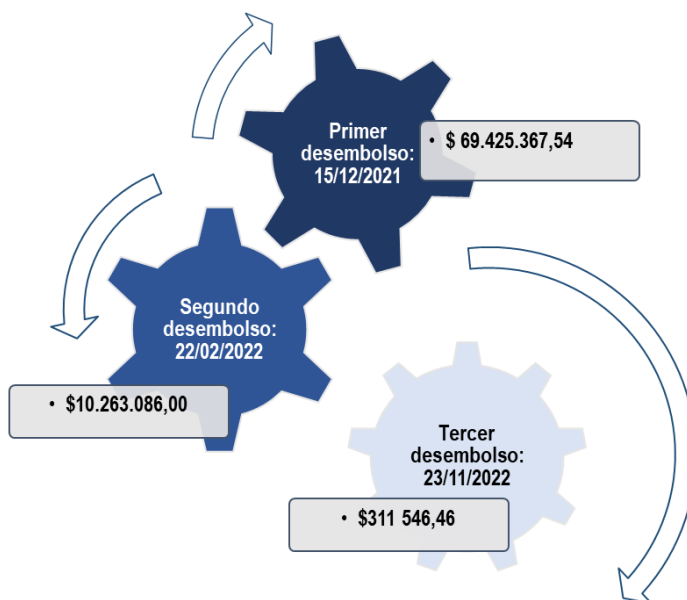 Primer
desembolso:
15/12/2021
• $ 69.425.367,54
Segundo
desembolso:
22/02/2022
• $10.263.086,00
Tercer
desembolso:
23/11/2022
• $311 546,46